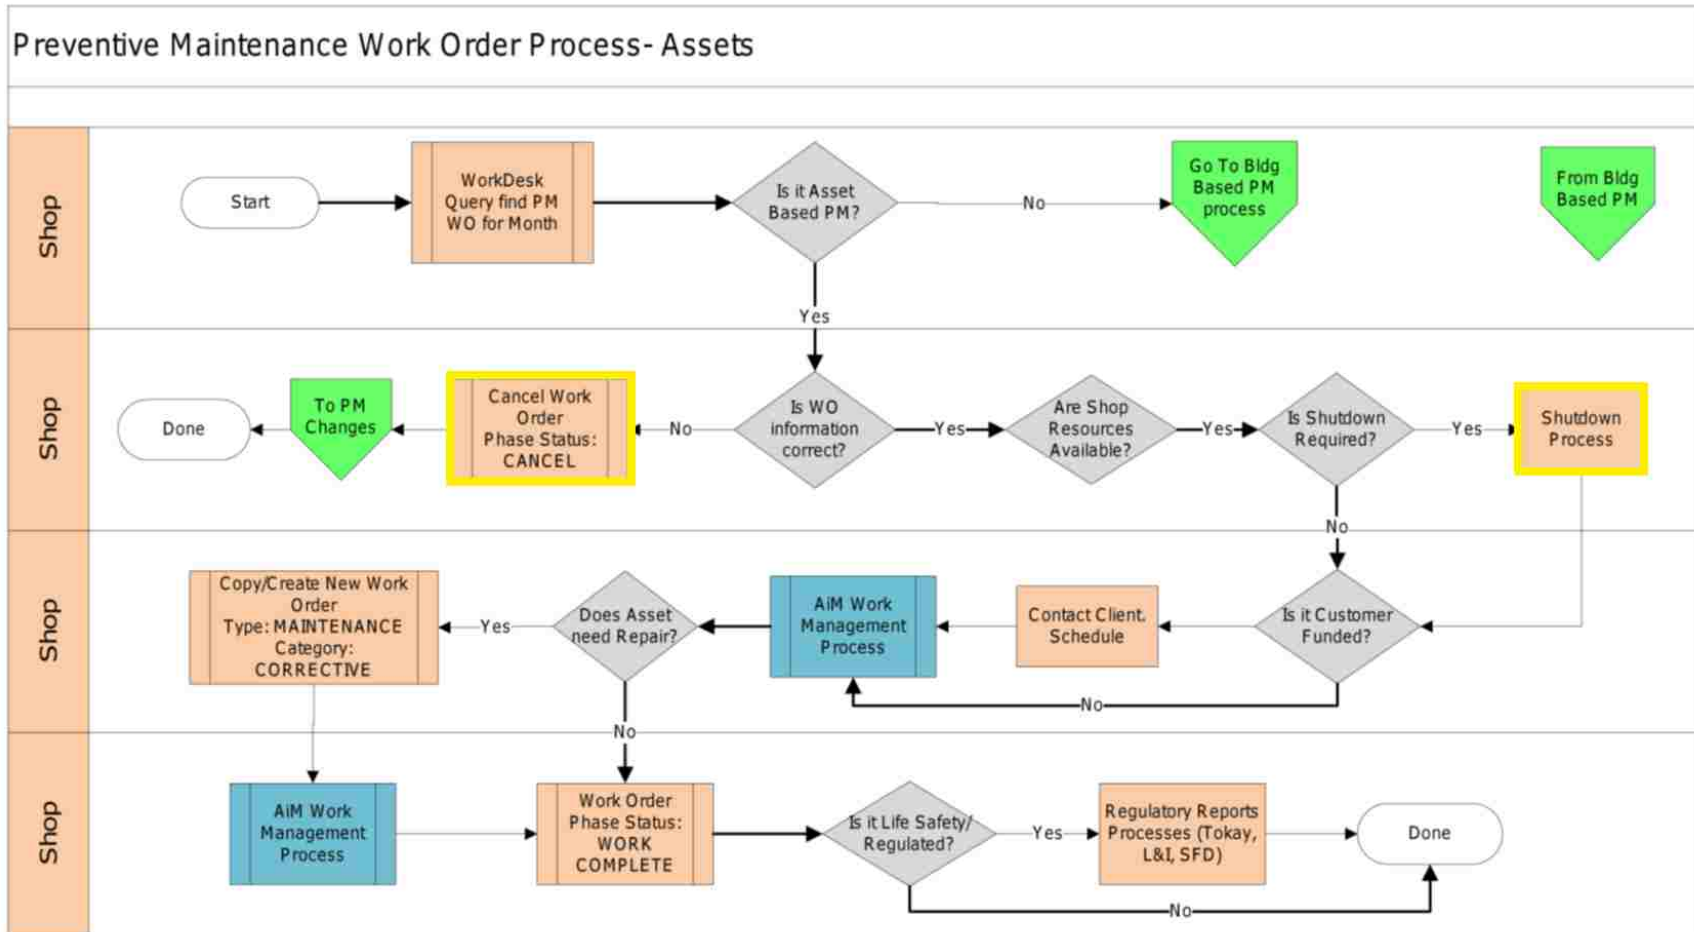 Preventive Maintenance Work Order Process- Assets
Shop
Start
WorkDesk
Query find PM
WO for Month
Is it Asset
Based PM?
No
Go To Bldg
Based PM
process
From Bldg
Based PM
Yes
Shop
Done
To PM
Changes
Cancel Work
Order
Phase Status:
CANCEL
No
Is WO
information
correct?
Yes
Are Shop
Resources
Available?
Yes
Is Shutdown
Required?
Yes
Shutdown
Process
No
Shop
Copy/Create New Work
Order
Type: MAINTENANCE
Category:
CORRECTIVE
Yes
Does Asset
need Repair?
AiM Work
Management
Process
Contact Client.
Schedule
Is it Customer
Funded?
No
No
Shop
AiM Work
Management
Process
Work Order
Phase Status:
WORK
COMPLETE
Is it Life Safety/
Regulated?
Yes
Regulatory Reports
Processes (Tokay,
L&I, SFD)
Done
No